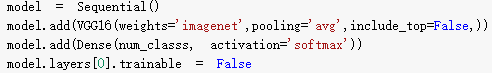 model = Sequential()
model.add(VGG16(weights='imagenet',pooling='avg',include_top=False,))
model.add(Dense(num_classs, activation='softmax'))
model.layers[0].trainable = False